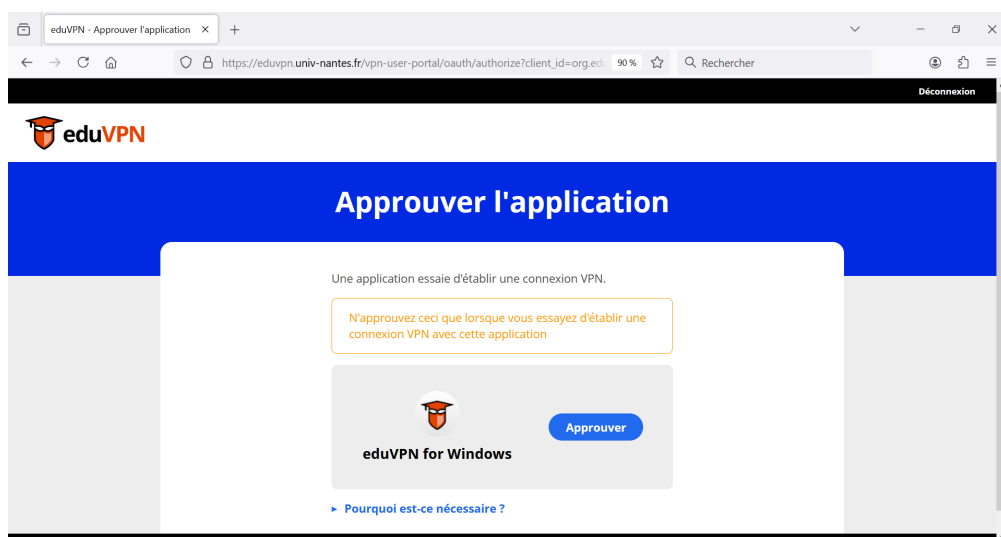 eduVPN - Approuver l'application
https://eduvpn.univ-nantes.fr/vpn-user-portal/oauth/authorize?client_id=org.edu 90 % Rechercher
Déconnexion
eduVPN
Approuver l'application
Une application essaie d'établir une connexion VPN.
N'approuvez ceci que lorsque vous essayez d'établir une
connexion VPN avec cette application
Approuver
eduVPN for Windows
Pourquoi est-ce nécessaire ?